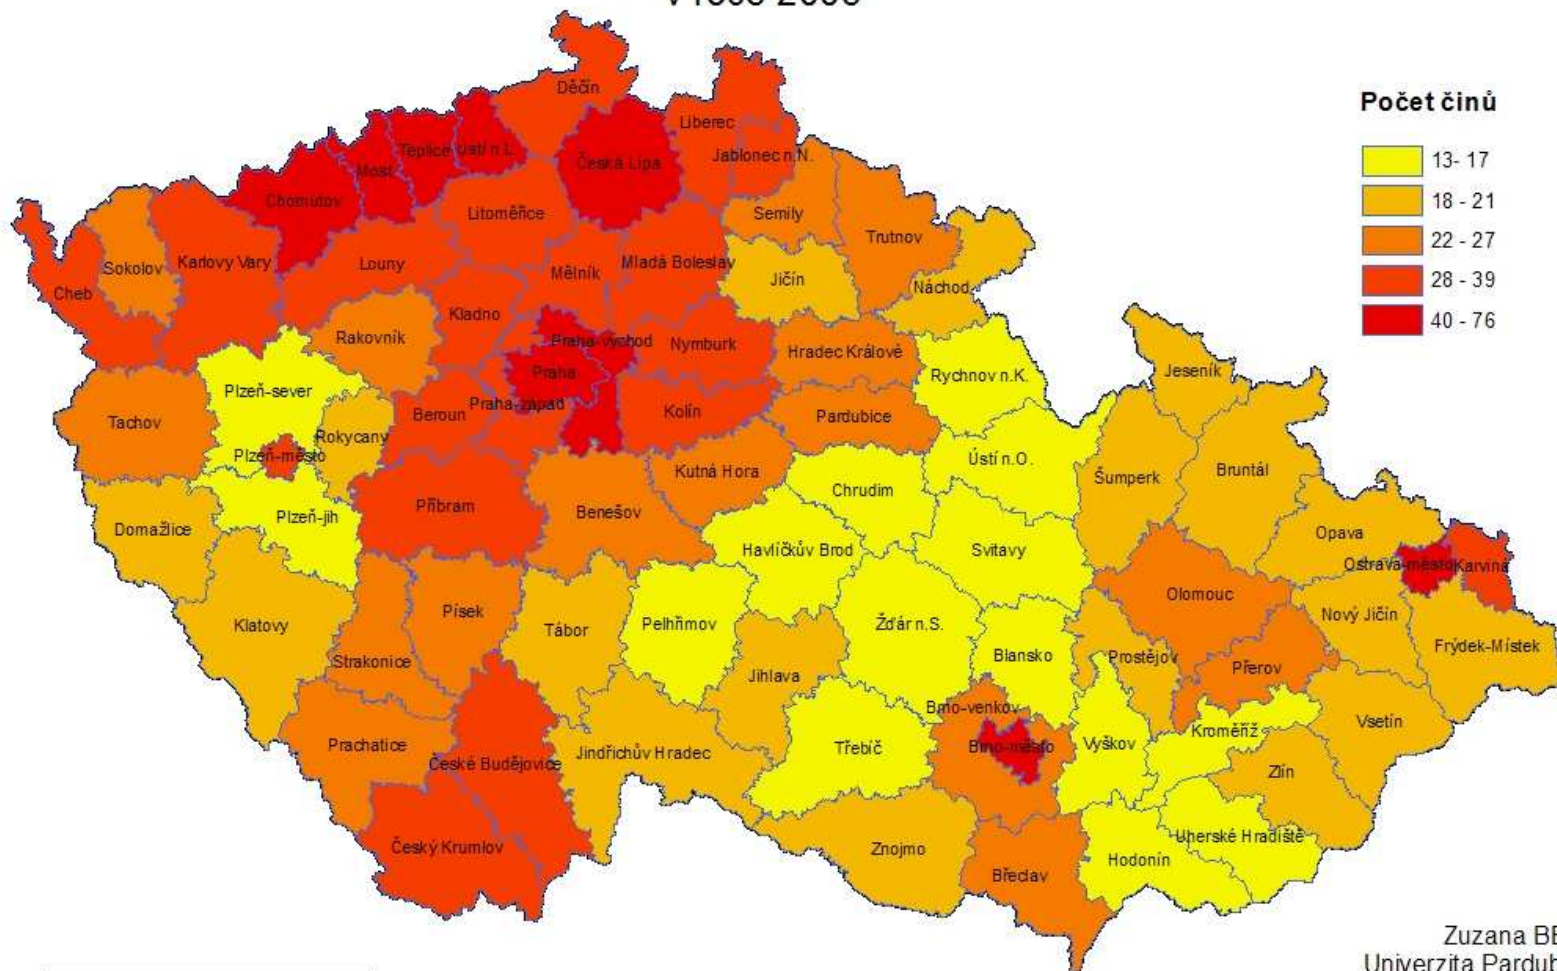 Děčín
Liberec
Jablonec n.N.
Teplice
Ústí n.L.
Česká Lípa
Most
Chomutov
Litoměřice
Semily
Trutnov
Sokolov
Karlovy Vary
Louny
Mělník
Mladá Boleslav
Jičín
Náchod
Cheb
Kladno
Rakovník
Praha-východ
Nymburk
Hradec Králové
Praha
Rychnov n.K.
Jeseník
Plzeň-sever
Praha-západ
Kolín
Beroun
Pardubice
Tachov
Rokycany
Plzeň-město
Ústí n.O.
Kutná Hora
Šumperk
Bruntál
Chrudim
Příbram
Benešov
Plzeň-jih
Domažlice
Opava
Havlíčkův Brod
Svitavy
Ostrava-město
Karviná
Olomouc
Písek
Nový Jičín
Klatovy
Tábor
Pelhřimov
Žďár n.S.
Frýdek-Místek
Blansko
Prostějov
Strakonice
Přerov
Jihlava
Brno-venkov
Vsetín
Kroměříž
Prachatice
Třebíč
Brno-město
Vyškov
Jindřichův Hradec
České Budějovice
Zlín
Uherské Hradiště
Český Krumlov
Znojmo
Hodonín
Břeclav
Počet činů
13- 17
18 - 21
22 - 27
28 - 39
40 - 76
Zuzana
Univerzita